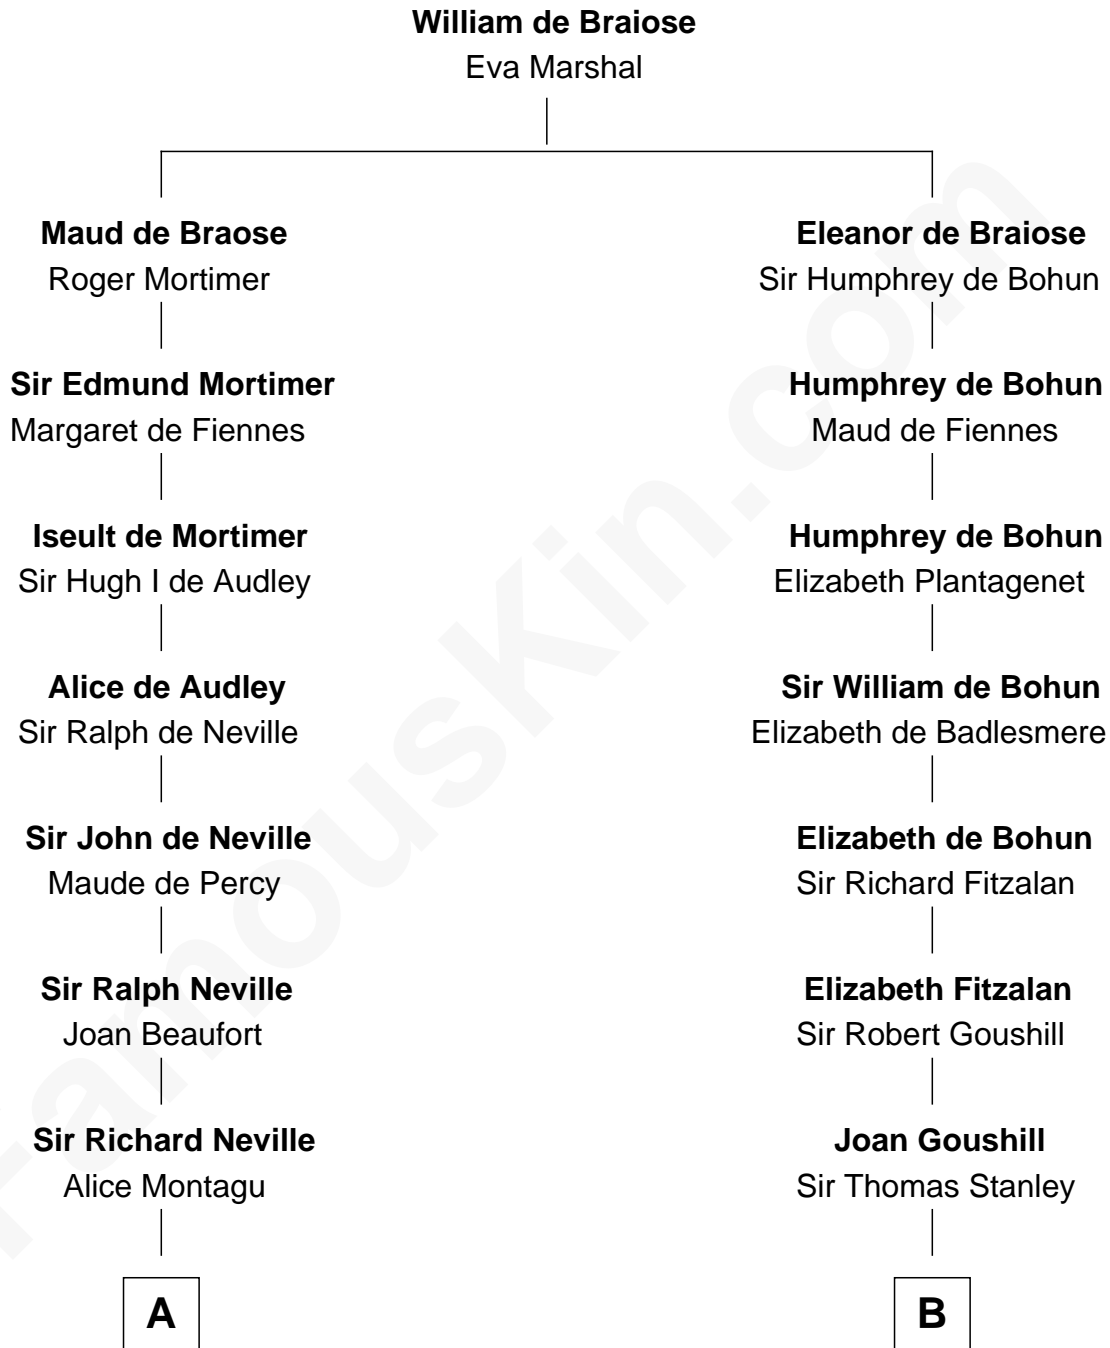 William de Braiose
Eva Marshal
Maud de Braose
Roger Mortimer
Eleanor de Braiose
Sir Humphrey de Bohun
Sir Edmund Mortimer
Margaret de Fiennes
Humphrey de Bohun
Maud de Fiennes
Iseult de Mortimer
Sir Hugh I de Audley
Humphrey de Bohun
Elizabeth Plantagenet
Alice de Audley
Sir Ralph de Neville
Sir William de Bohun
Elizabeth de Badlesmere
Sir John de Neville
Maude de Percy
Elizabeth de Bohun
Sir Richard Fitzalan
Sir Ralph Neville
Joan Beaufort
Elizabeth Fitzalan
Sir Robert Goushill
Sir Richard Neville
Alice Montagu
Joan Goushill
Sir Thomas Stanley
A
B
FamousKin.com